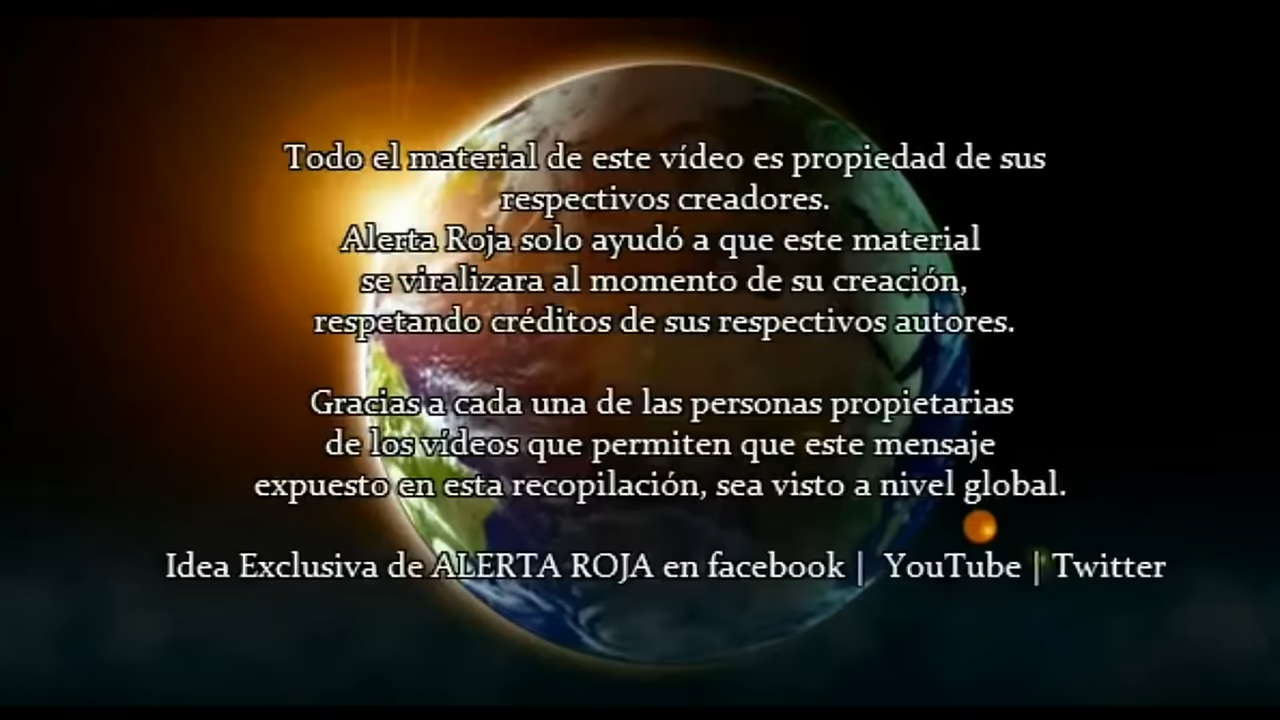 Todo el material de este vídeo es propiedad de sus
respectivos creadores.
Alerta Roja solo ayudó a que este material
se viralizara al momento de su creación,
respetando créditos de sus respectivos autores.
Gracias a cada una de las personas propietarias
de los vídeos que permiten que este mensaje
expuesto en esta recopilación, sea visto a nivel global.
Idea Exclusiva de ALERTA ROJA en facebook | YouTube | Twitter